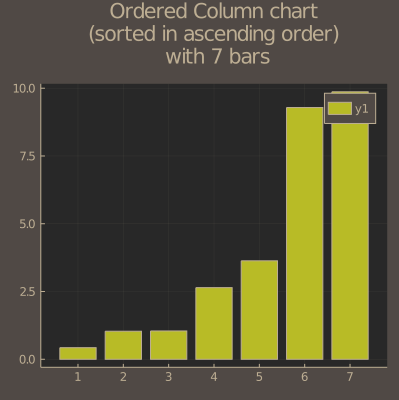 Ordered Column chart
(sorted in ascending order)
with 7 bars
10.0
7.5
5.0
2.5
0.0
y1
1 2 3 4 5 6 7